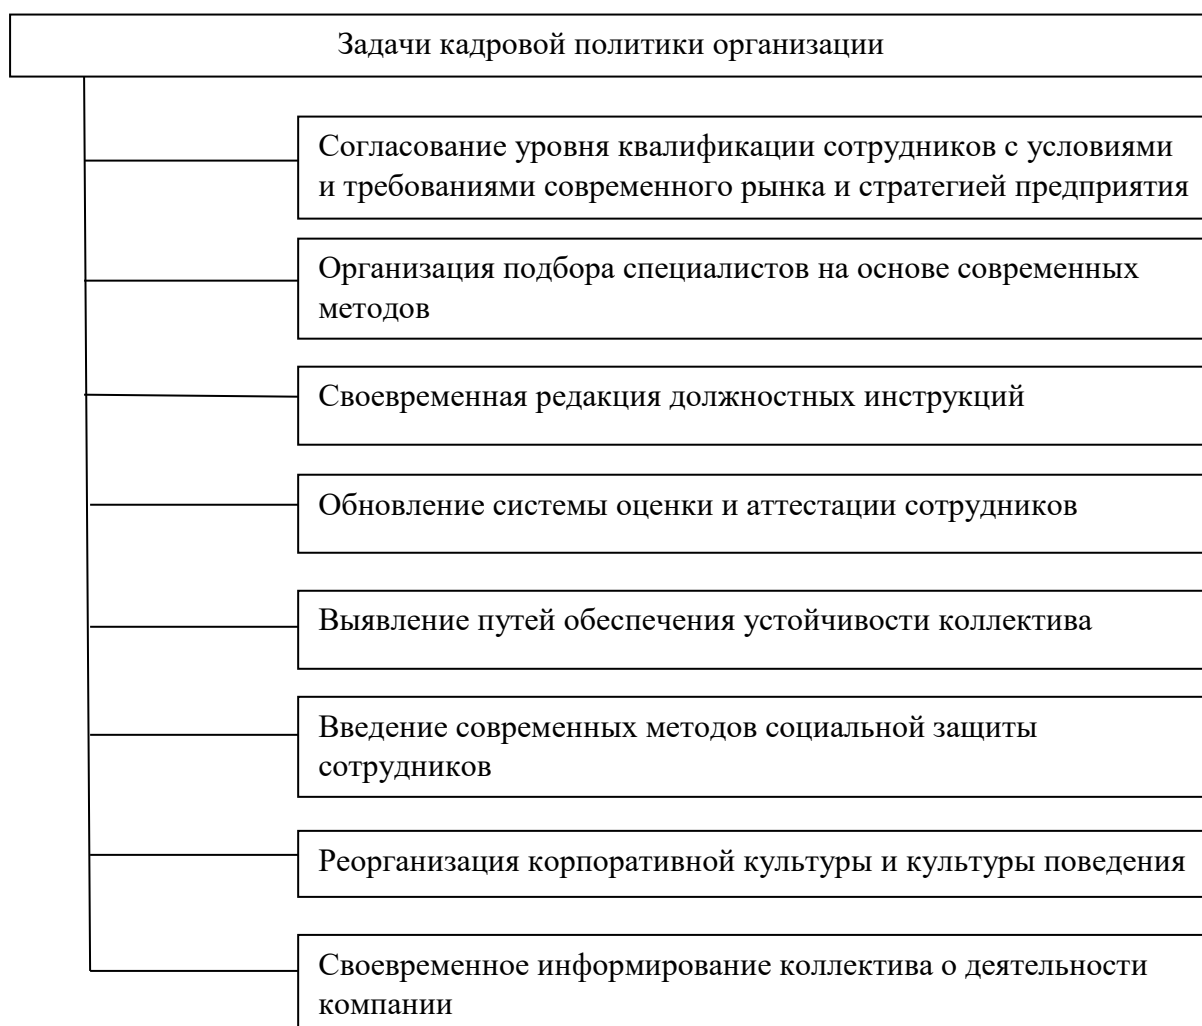 Задачи кадровой политики организации
Согласование уровня квалификации сотрудников с условиями
и требованиями современного рынка и стратегией предприятия
Организация подбора специалистов на основе современных
методов
Своевременная редакция должностных инструкций
Обновление системы оценки и аттестации сотрудников
Выявление путей обеспечения устойчивости коллектива
Введение современных методов социальной защиты
сотрудников
Реорганизация корпоративной культуры и культуры поведения
Своевременное информирование коллектива о деятельности
компании